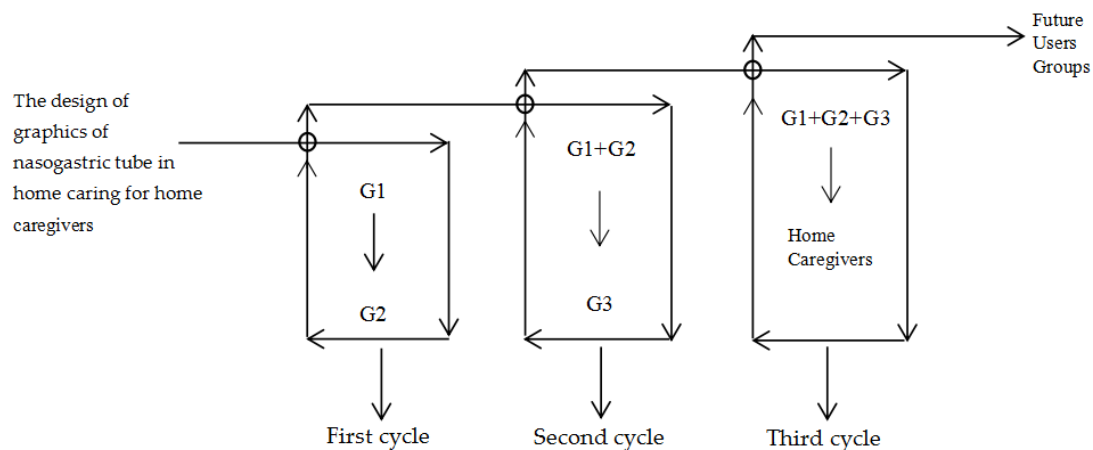 The design of
graphics of
nasogastric tube in
home caring for home
caregivers
G1
G2
First cycle
G1+G2
G3
Second cycle
G1+G2+G3
Home
Caregivers
Third cycle
Future
Users
Groups